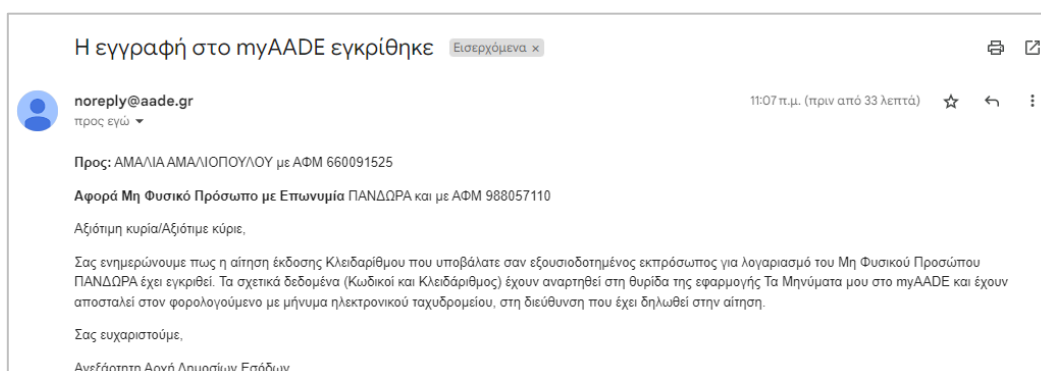 Η εγγραφή στο myAADE εγκρίθηκε Εισερχόμενα ×
noreply@aade.gr 11:07 π.μ. (πριν από 33 λεπτά)
προς εγώ
Προς: ΑΜΑΛΙΑ ΑΜΑΛΙΟΠΟΥΛΟΥ με ΑΦΜ 660091525
Αφορά Μη Φυσικό Πρόσωπο με Επωνυμία ΠΑΝΔΩΡΑ και με ΑΦΜ 988057110
Αξιότιμη κυρία/Αξιότιμε κύριε,
Σας ενημερώνουμε πως η αίτηση έκδοσης Κλειδαρίθμου που υποβάλατε σαν εξουσιοδοτημένος εκπρόσωπος για λογαριασμό του Μη Φυσικού Προσώπου
ΠΑΝΔΩΡΑ έχει εγκριθεί. Τα σχετικά δεδομένα (Κωδικοί και Κλειδάριθμος) έχουν αναρτηθεί στη θυρίδα της εφαρμογής Τα Μηνύματα μου στο myAADE και έχουν
αποσταλεί στον φορολογούμενο με μήνυμα ηλεκτρονικού ταχυδρομείου, στη διεύθυνση που έχει δηλωθεί στην αίτηση.
Σας ευχαριστούμε,
Ανεξάρτητη Αρχή Δημοσίων Εσόδων